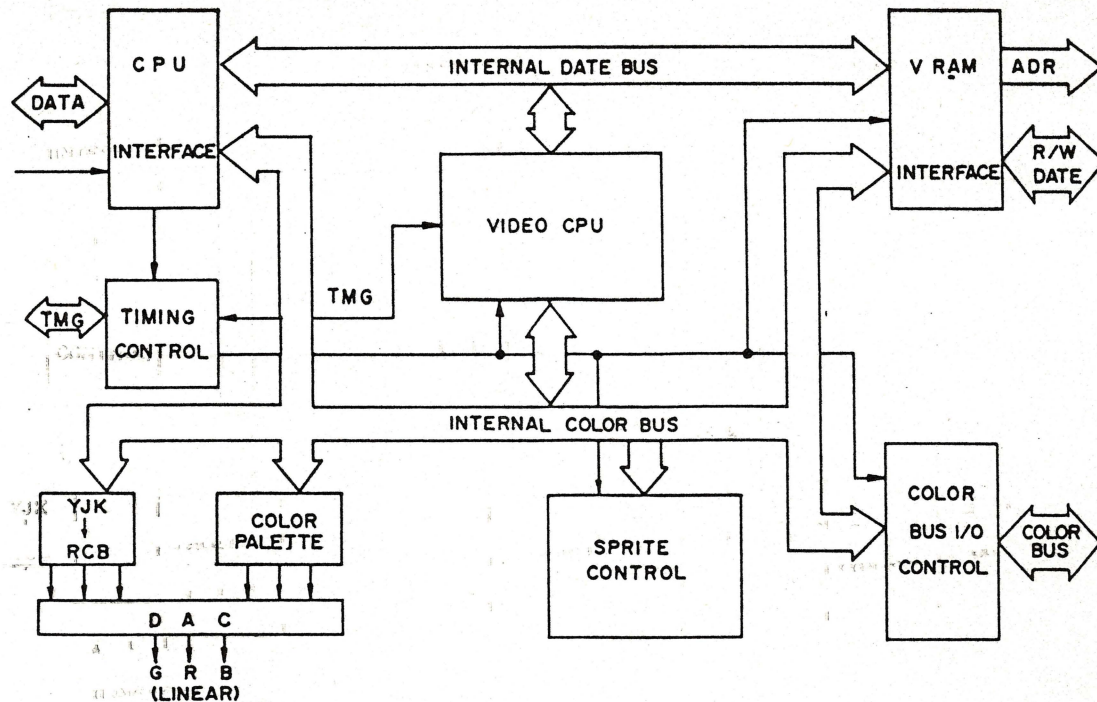 CPU
INTERFACE
DATA
INTERNAL DATE BUS
V RAM
INTERFACE
ADR
R/W
DATE
VIDEO CPU
TMG
TMG
TIMING
CONTROL
INTERNAL COLOR BUS
YJK
RCB
COLOR
PALETTE
SPRITE
CONTROL
COLOR
BUS I/O
CONTROL
COLOR
BUS
D A C
G R B
(LINEAR)